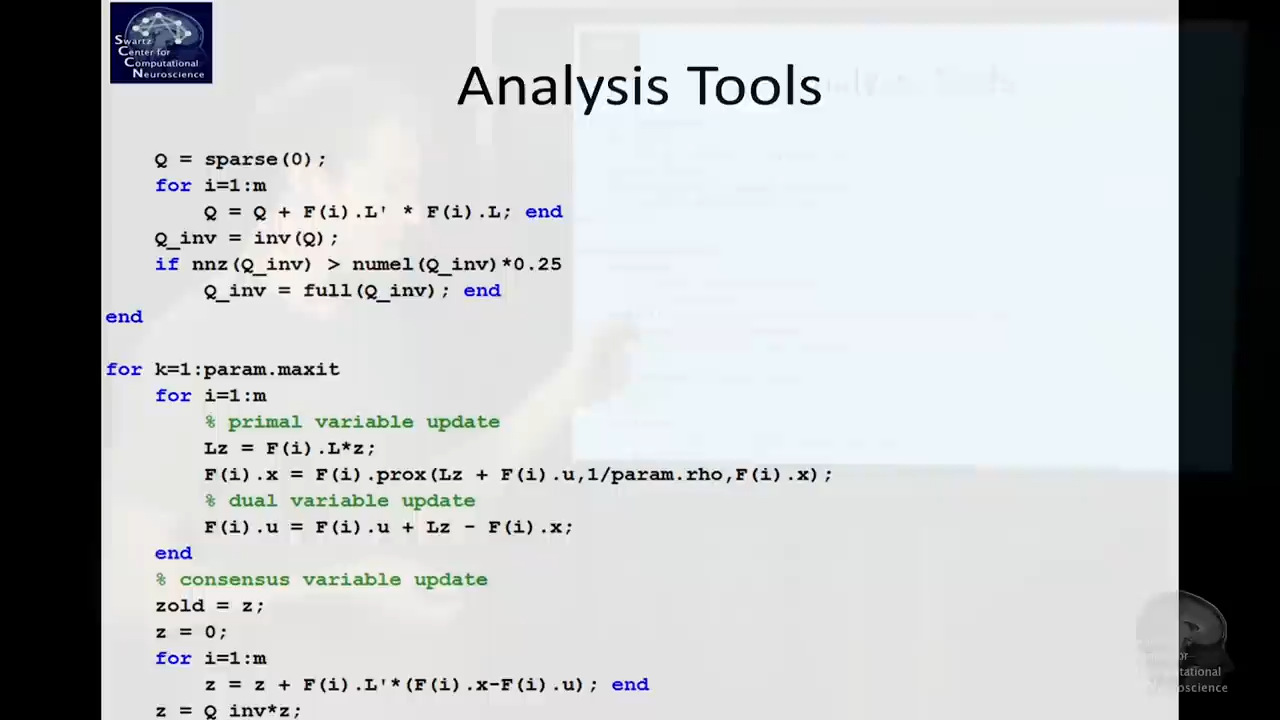 Swartz
Center for
Computational
Neuroscience
Analysis Tools
Q = sparse(0);
for i=1:m
Q = Q + F(i).L' * F(i).L; end
Q_inv = inv(Q);
if nnz(Q_inv) > numel(Q_inv)*0.25
Q_inv = full(Q_inv); end
end
for k=1:param.maxit
for i=1:m
% primal variable update
Lz = F(i).L*z;
F(i).x = F(i).prox(Lz + F(i).u,1/param.rho,F(i).x);
% dual variable update
F(i).u = F(i).u + Lz - F(i).x;
end
% consensus variable update
zold = z;
z = 0;
for i=1:m
z = z + F(i).L'*(F(i).x-F(i).u); end
z = Q_inv*z;